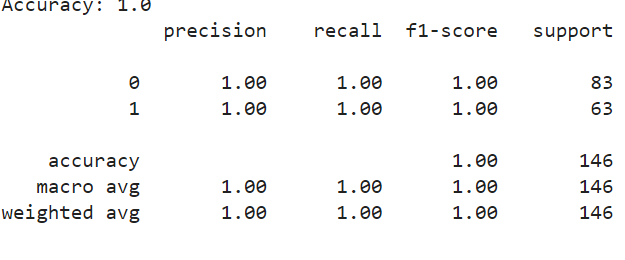 Accuracy: 1.0
precision recall f1-score support
0 1.00 1.00 1.00 83
1 1.00 1.00 1.00 63
accuracy 1.00 146
macro avg 1.00 1.00 1.00 146
weighted avg 1.00 1.00 1.00 146